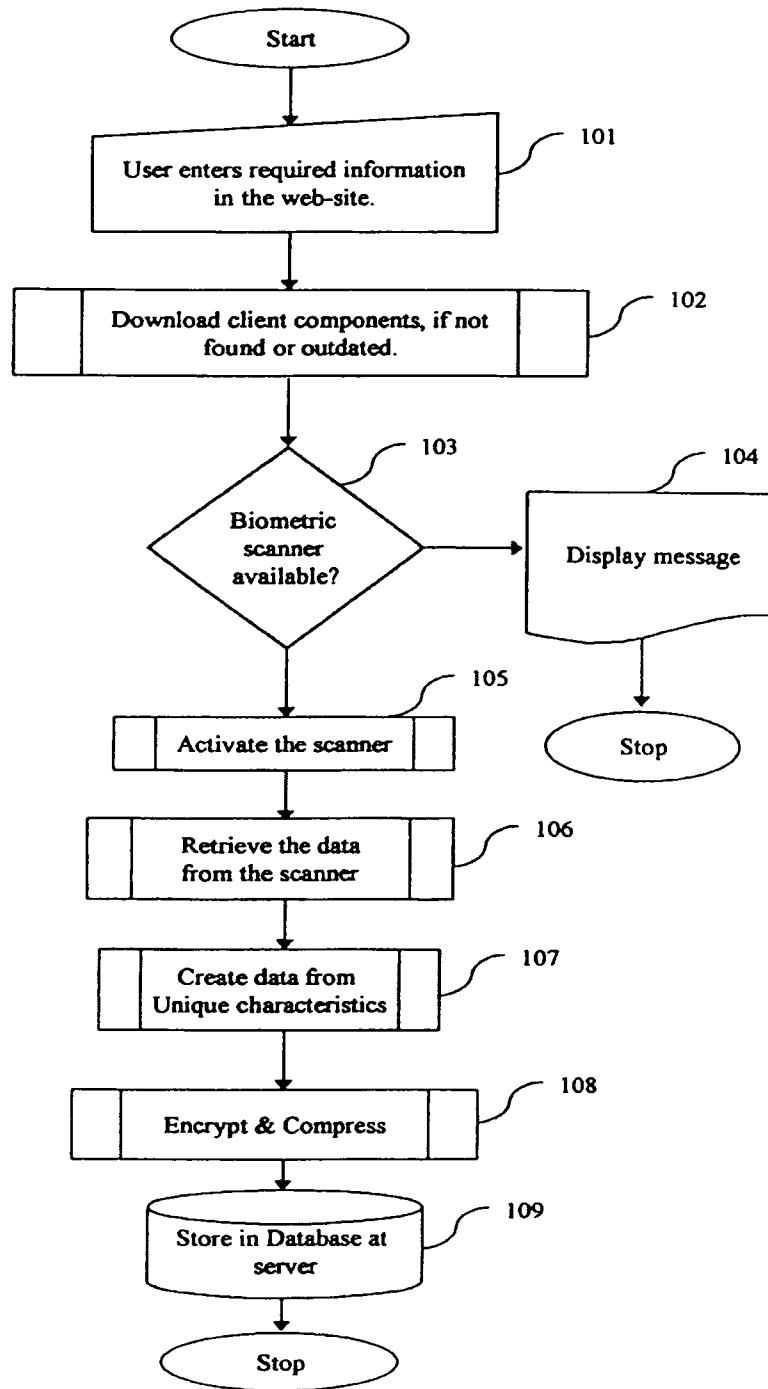 Start
101
User enters required information
in the web-site.
102
Download client components, if not
found or outdated.
103
Biometric
scanner
available?
104
Display message
Stop
105
Activate the scanner
106
Retrieve the data
from the scanner
107
Create data from
Unique characteristics
108
Encrypt & Compress
109
Store in Database at
server
Stop